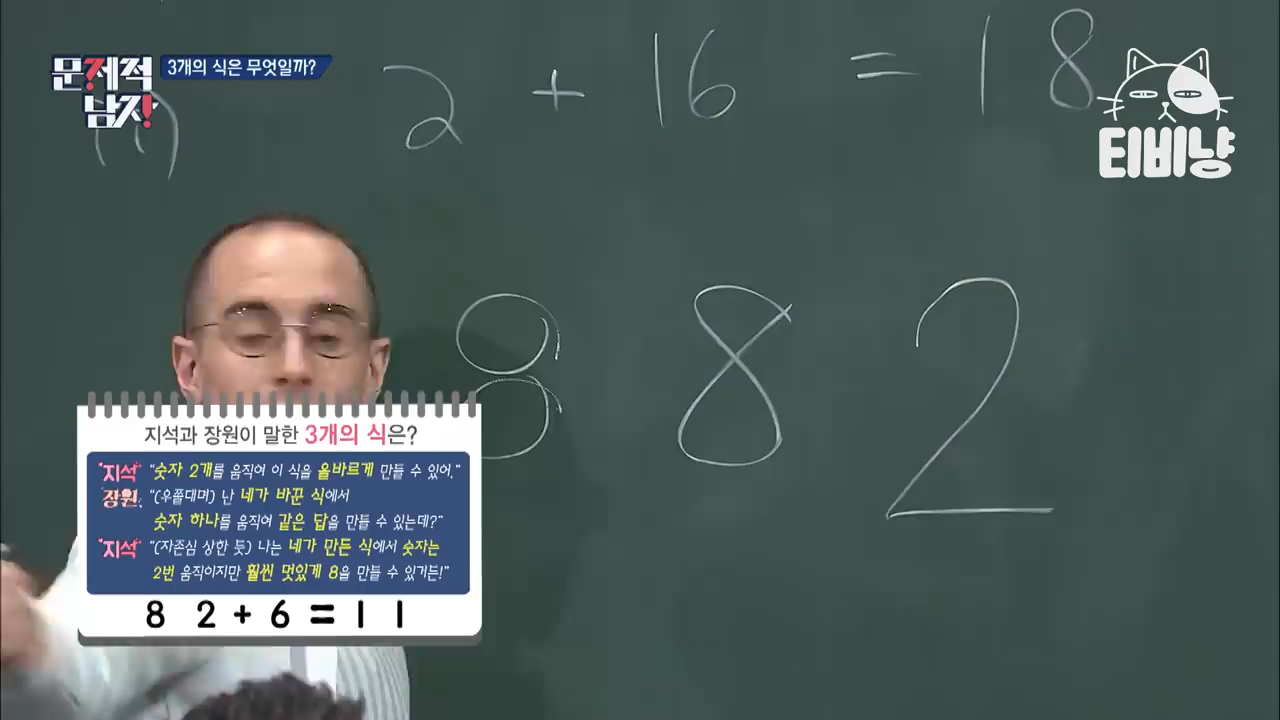 문제적
남자!
3개의 식은 무엇일까?
티비냥
2 + 16 = 18
8 8 2
지석과 장원이 말한 3개의 식은?
지석 "숫자 2개를 움직여 이 식을 올바르게 만들 수 있어."
장원 "(우쭐대며) 난 네가 바꾼 식에서
숫자 하나를 움직여 같은 답을 만들 수 있는데?"
지석 "(자존심 상한 듯) 나는 네가 만든 식에서 숫자는
2번 움직이지만 훨씬 멋있게 8을 만들 수 있거든!"
8 2 + 6 = 1 1